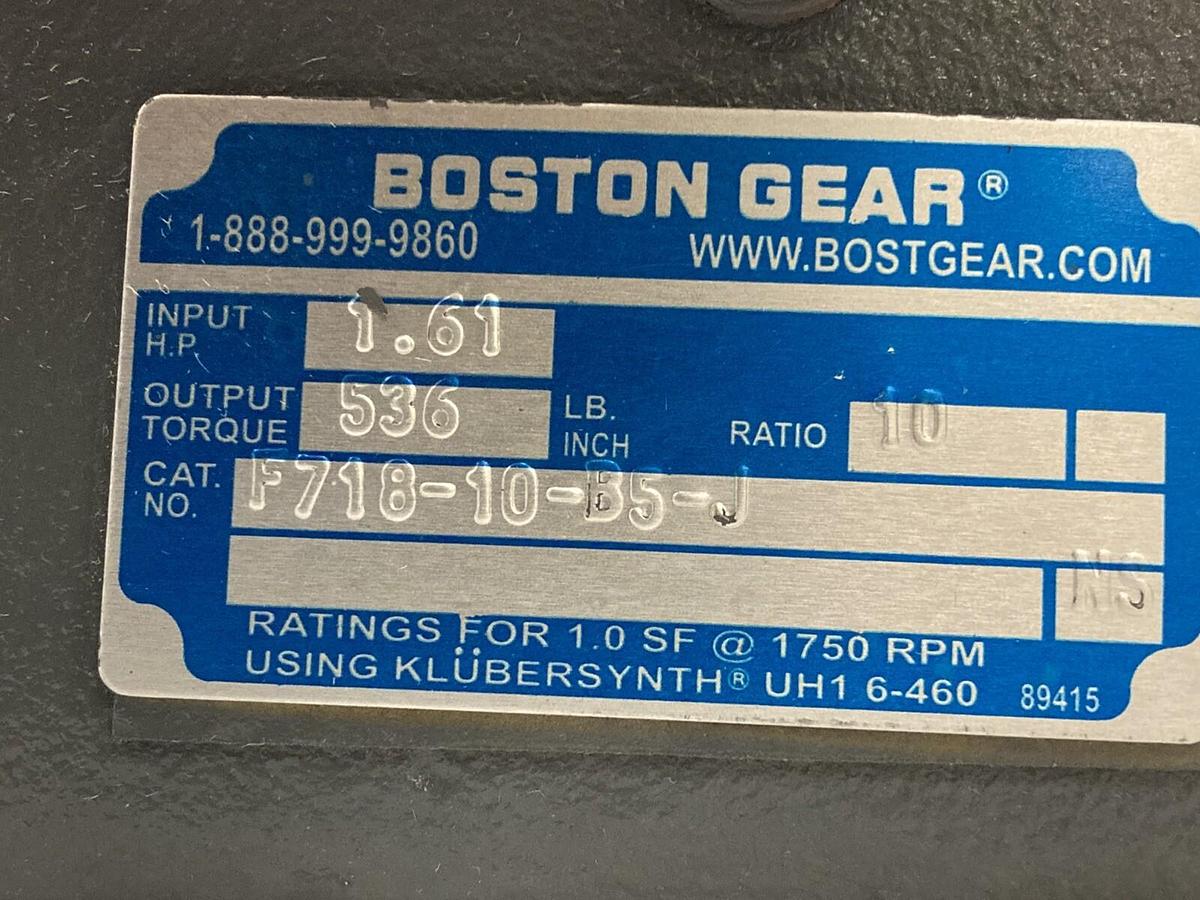 BOSTON GEAR®
1-888-999-9860 WWW.BOSTGEAR.COM
INPUT H.P 1.61
OUTPUT TORQUE 536 LB. INCH RATIO 10
CAT. NO. F718-10-B5-J
NS
RATINGS FOR 1.0 SF @ 1750 RPM
USING KLÜBERSYNTH® UH1 6-460 89415